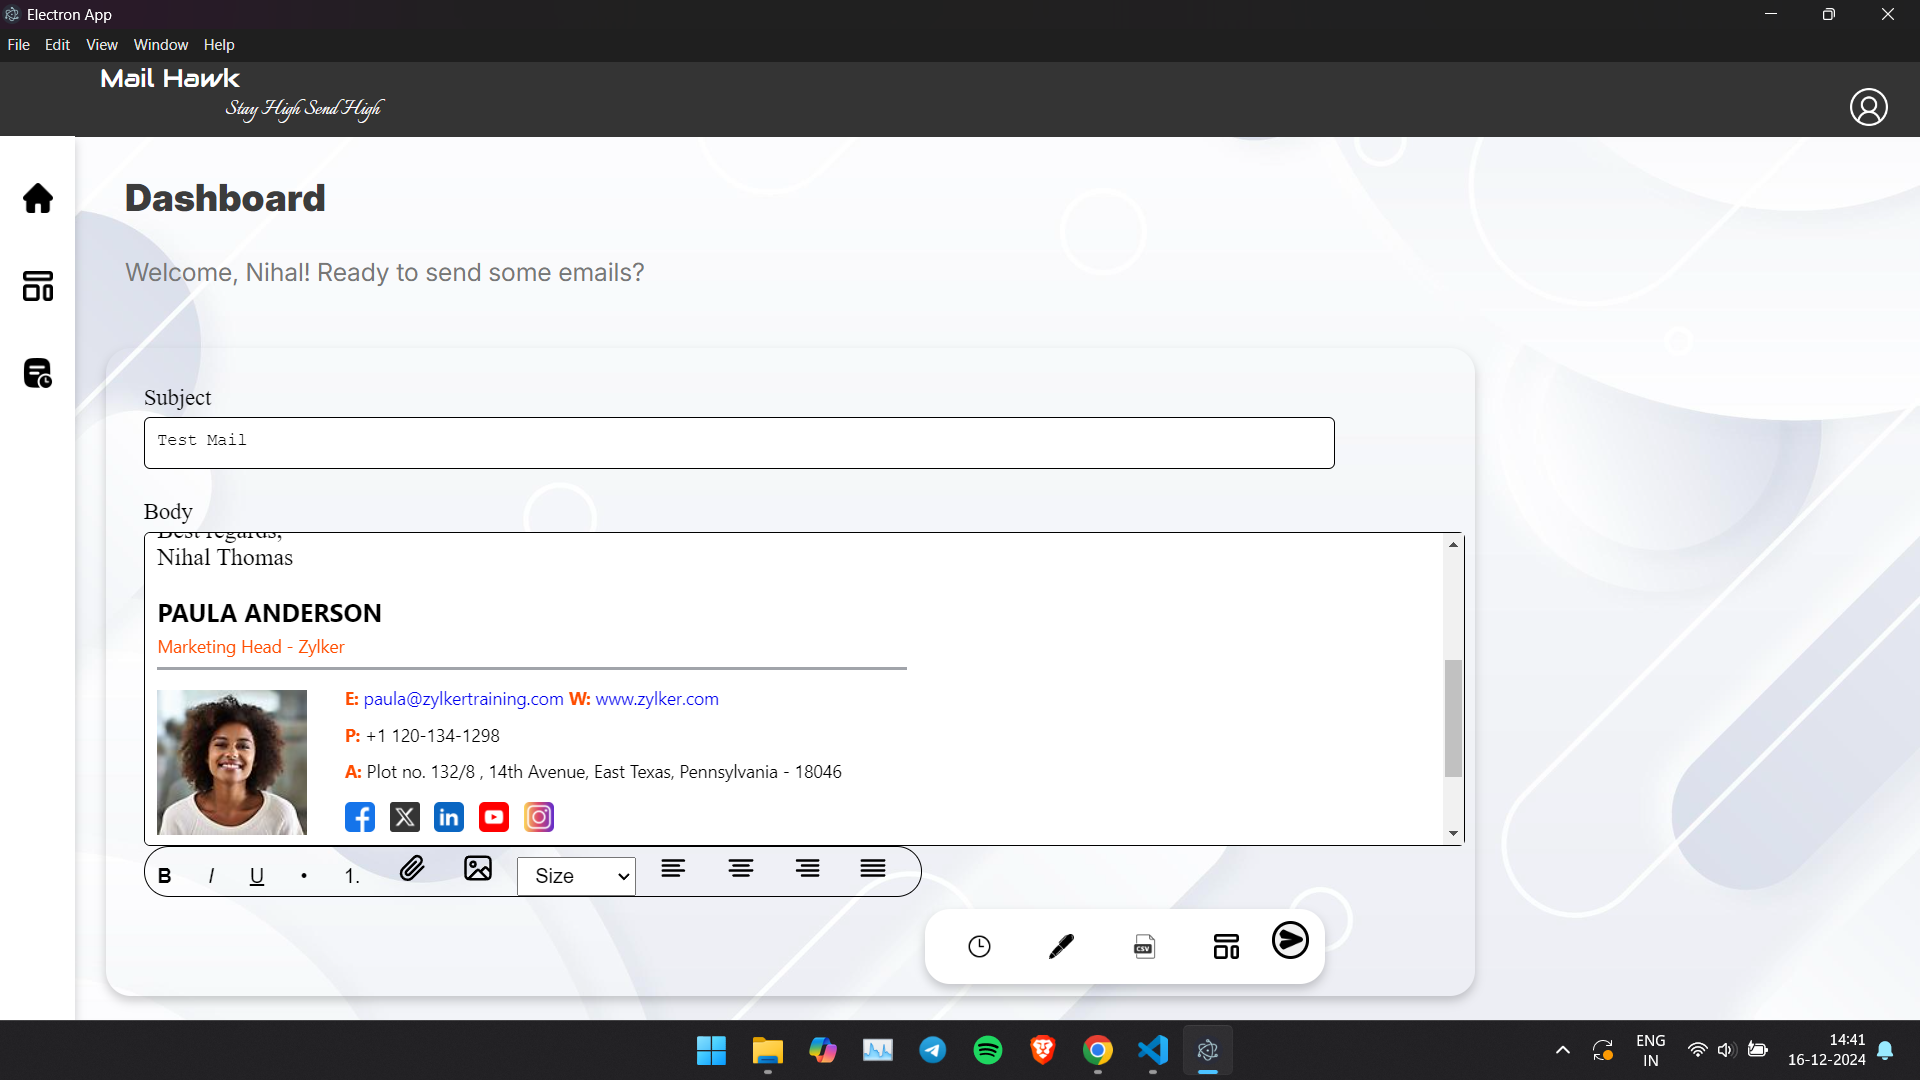 Electron App
File Edit View Window Help
Mail Hawk
Stay High Send High
Dashboard
Welcome, Nihal! Ready to send some emails?
Subject
Test Mail
Body
Best regards,
Nihal Thomas
PAULA ANDERSON
Marketing Head - Zylker
E: paula@zylkertraining.com W: www.zylker.com
P: +1 120-134-1298
A: Plot no. 132/8 , 14th Avenue, East Texas, Pennsylvania - 18046
B I U • 1. Size
CSV
ENG
IN
14:41
16-12-2024